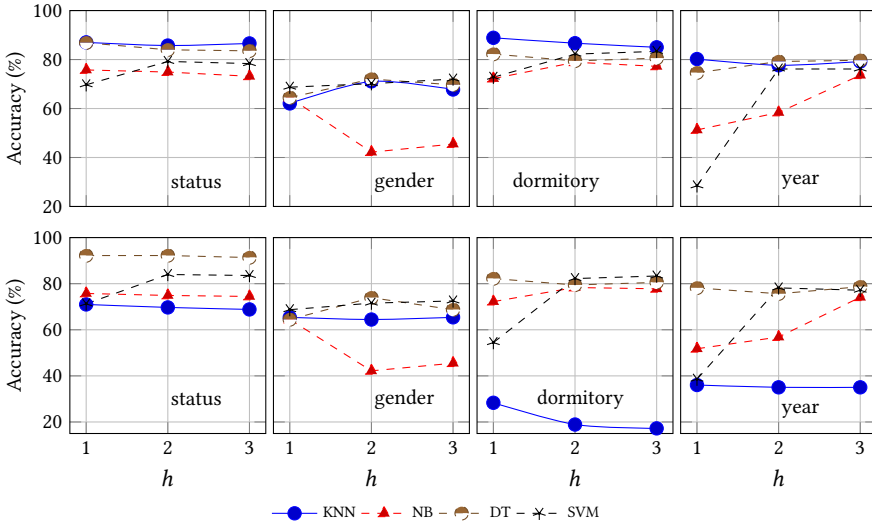 100
80
60
40
20
Accuracy (%)
status
gender
dormitory
year
100
80
60
40
20
Accuracy (%)
status
gender
dormitory
year
1 2 3 1 2 3 1 2 3 1 2 3
h h h h
KNN NB DT SVM